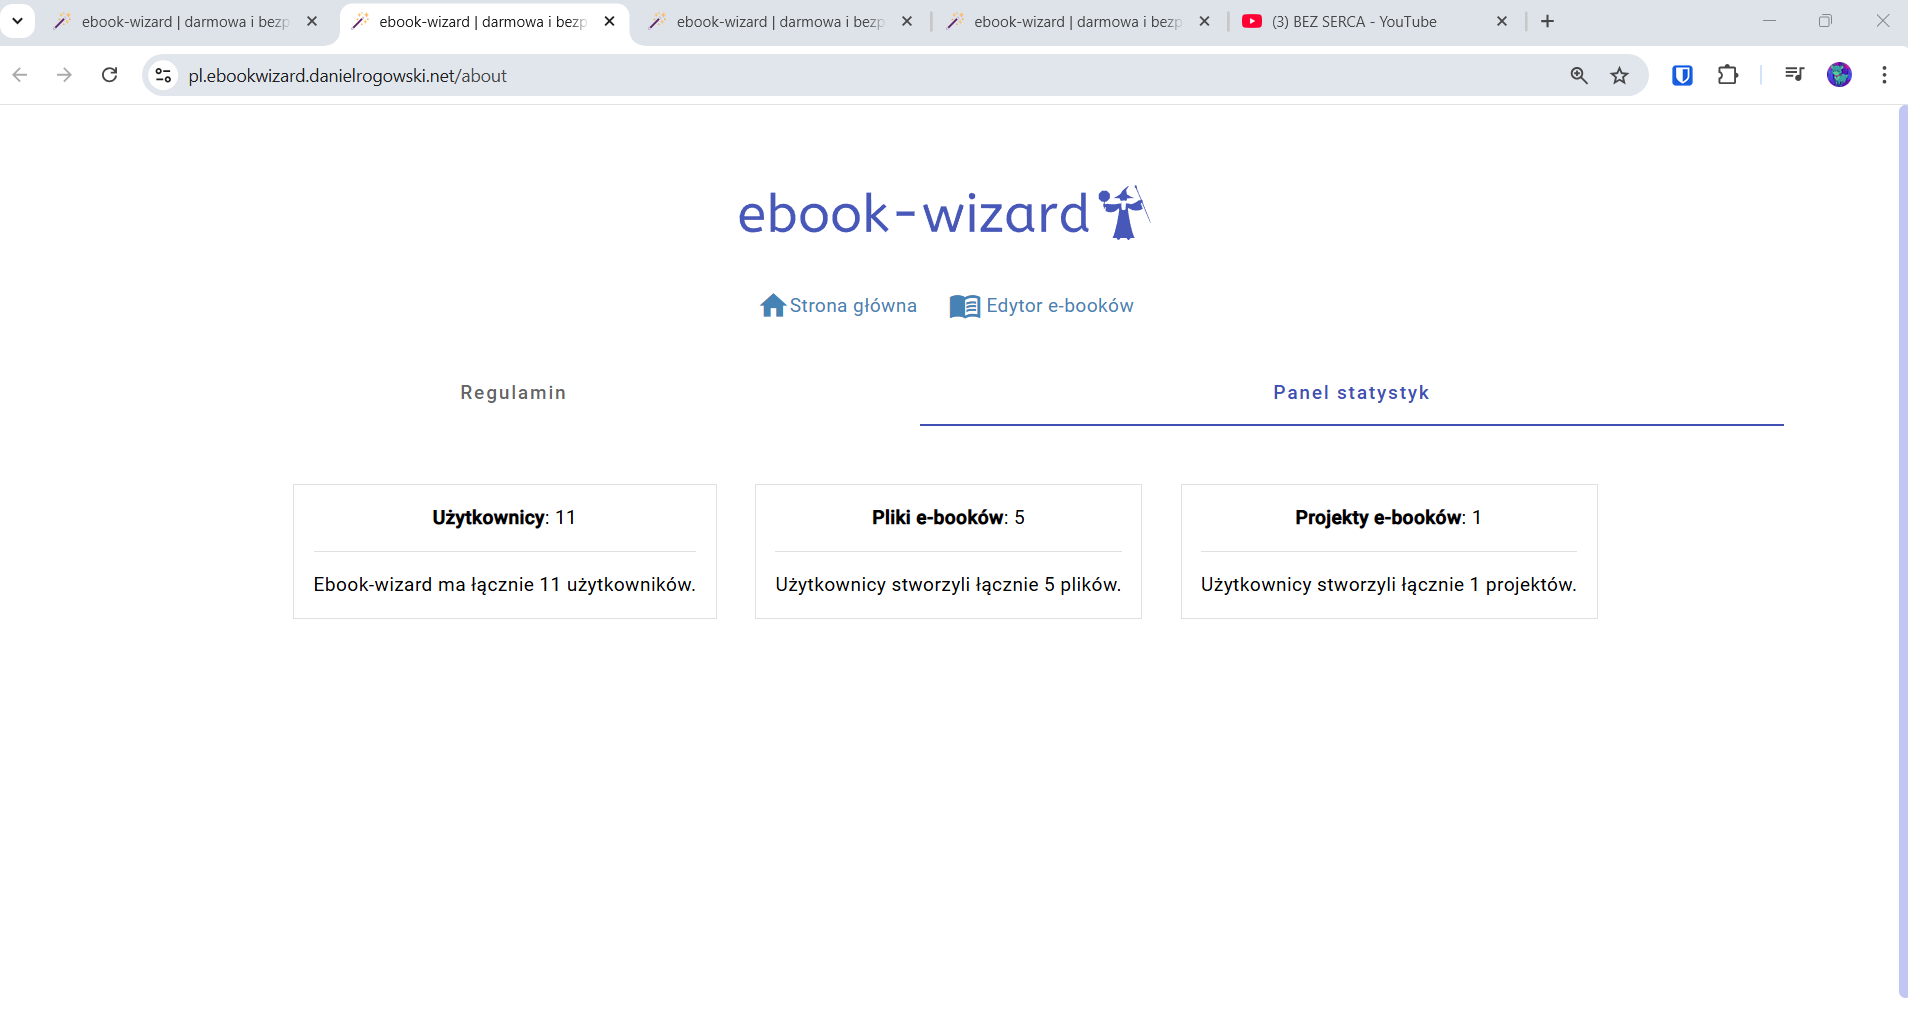 ebook-wizard | darmowa i bezp
ebook-wizard | darmowa i bezp
ebook-wizard | darmowa i bezp
ebook-wizard | darmowa i bezp
(3) BEZ SERCA - YouTube
pl.ebookwizard.danielrogowski.net/about
ebook-wizard
Strona główna
Edytor e-booków
Regulamin
Panel statystyk
Użytkownicy: 11
Ebook-wizard ma łącznie 11 użytkowników.
Pliki e-booków: 5
Użytkownicy stworzyli łącznie 5 plików.
Projekty e-booków: 1
Użytkownicy stworzyli łącznie 1 projektów.